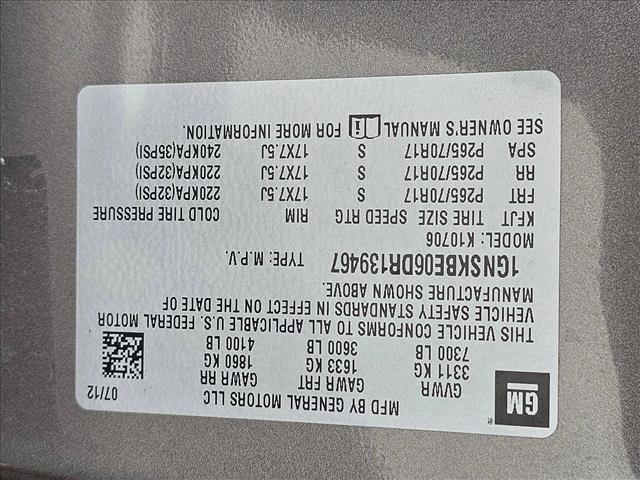 GM ®
MFD BY GENERAL MOTORS LLC 07/12
GVWR GAWR FRT GAWR RR
3311 KG 1633 KG 1860 KG
7300 LB 3600 LB 4100 LB
THIS VEHICLE CONFORMS TO ALL APPLICABLE U.S. FEDERAL MOTOR
VEHICLE SAFETY STANDARDS IN EFFECT ON THE DATE OF
MANUFACTURE SHOWN ABOVE.
1GNSKBE06DR139467 TYPE: M.P.V.
MODEL: K10706
KFJT TIRE SIZE SPEED RTG RIM COLD TIRE PRESSURE
FRT P265/70R17 S 17X7.5J 220KPA(32PSI)
RR P265/70R17 S 17X7.5J 220KPA(32PSI)
SPA P265/70R17 S 17X7.5J 240KPA(35PSI)
SEE OWNER'S MANUAL i FOR MORE INFORMATION.